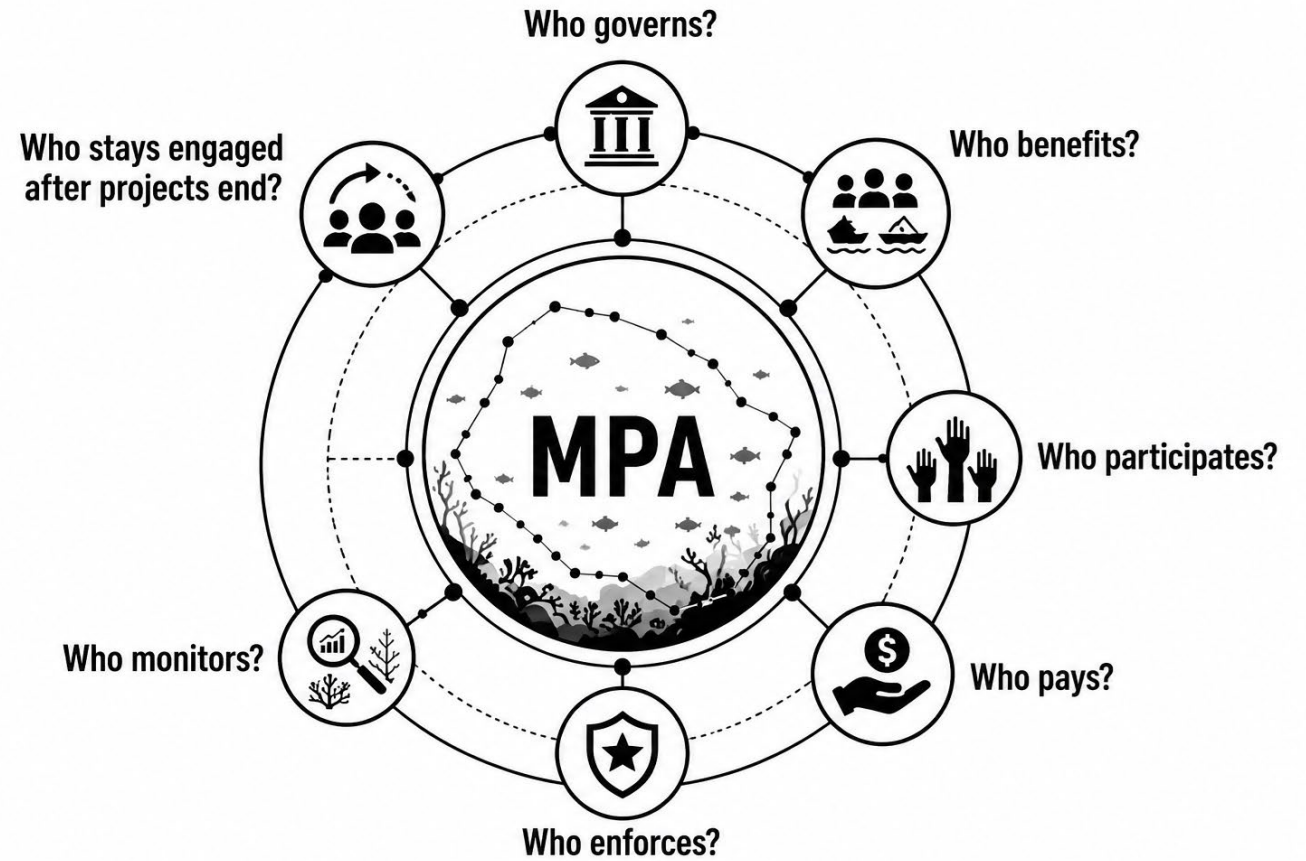 Who governs?
Who benefits?
Who stays engaged
after projects end?
MPA
Who participates?
Who monitors?
$
Who pays?
Who enforces?